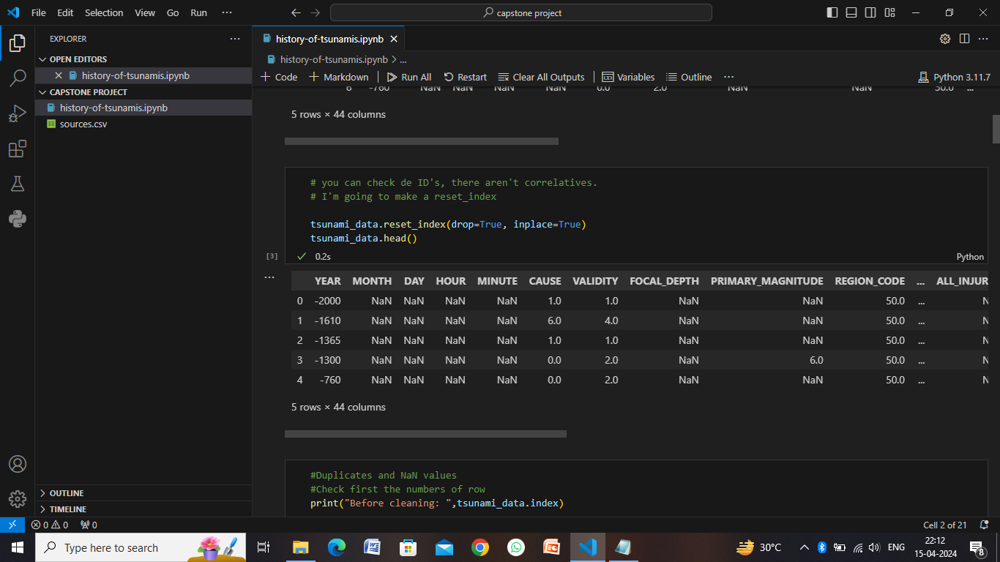 File Edit Selection View Go Run ··· capstone project
EXPLORER ···
OPEN EDITORS
history-of-tsunamis.ipynb
CAPSTONE PROJECT
history-of-tsunamis.ipynb
sources.csv
OUTLINE
TIMELINE
history-of-tsunamis.ipynb
history-of-tsunamis.ipynb > ...
+ Code + Markdown Run All Restart Clear All Outputs Variables Outline ··· Python 3.11.7
6 -760 NaN NaN NaN NaN 0.0 2.0 NaN NaN 50.0 ...
5 rows × 44 columns
# you can check de ID's, there aren't correlatives.
# I'm going to make a reset_index
tsunami_data.reset_index(drop=True, inplace=True)
tsunami_data.head()
[3] 0.2s Python
YEAR MONTH DAY HOUR MINUTE CAUSE VALIDITY FOCAL_DEPTH PRIMARY_MAGNITUDE REGION_CODE ... ALL_INJUR
0 -2000 NaN NaN NaN NaN 1.0 1.0 NaN NaN 50.0 ... N
1 -1610 NaN NaN NaN NaN 6.0 4.0 NaN NaN 50.0 ... N
2 -1365 NaN NaN NaN NaN 1.0 1.0 NaN NaN 50.0 ... N
3 -1300 NaN NaN NaN NaN 0.0 2.0 NaN 6.0 50.0 ... N
4 -760 NaN NaN NaN NaN 0.0 2.0 NaN NaN 50.0 ... N
5 rows × 44 columns
#Duplicates and NaN values
#Check first the numbers of row
print("Before cleaning: ",tsunami_data.index)
0 0 0 Cell 2 of 21
Type here to search 30°C ENG 22:12
15-04-2024 8